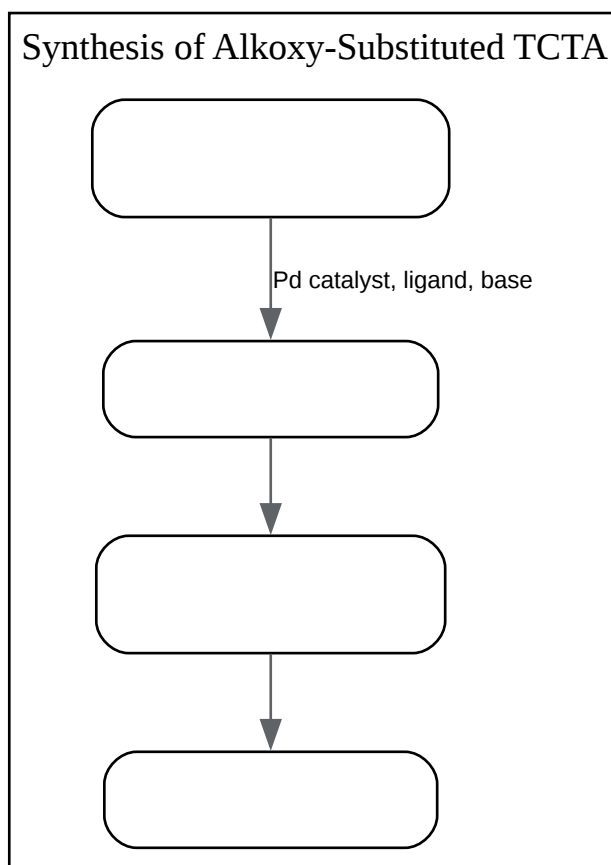 Synthesis of Alkoxy-Substituted TCTA
Pd catalyst, ligand, base